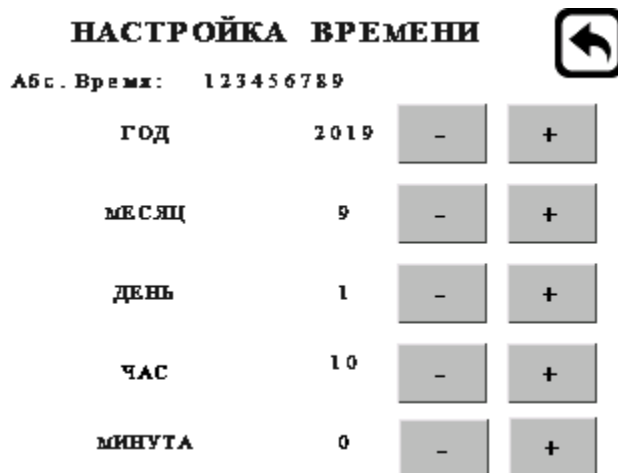 НАСТРОЙКА ВРЕМЕНИ
Абс.Время: 123456789
ГОД 2019 - +
МЕСЯЦ 9 - +
ДЕНЬ 1 - +
ЧАС 10 - +
МИНУТА 0 - +